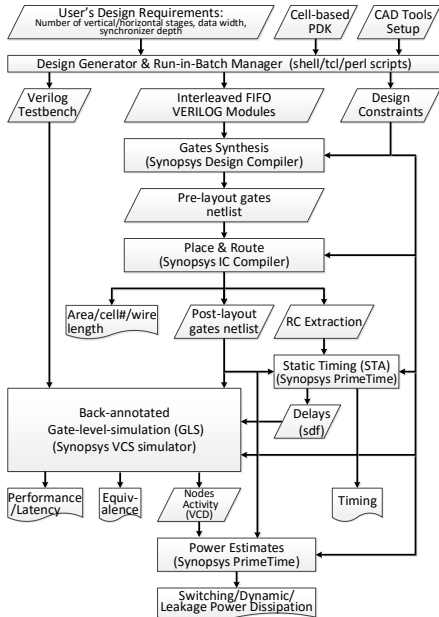 User's Design Requirements:
Number of vertical/horizontal stages, data width,
synchronizer depth
Cell-based
PDK
CAD Tools
Setup
Design Generator & Run-in-Batch Manager (shell/tcl/perl scripts)
Verilog
Testbench
Interleaved FIFO
VERILOG Modules
Design
Constraints
Gates Synthesis
(Synopsys Design Compiler)
Pre-layout gates
netlist
Place & Route
(Synopsys IC Compiler)
Area/cell#/wire
length
Post-layout
gates netlist
RC Extraction
Static Timing (STA)
(Synopsys PrimeTime)
Back-annotated
Gate-level-simulation (GLS)
(Synopsys VCS simulator)
Delays
(sdf)
Performance
/Latency
Equiv-
alence
Nodes
Activity
(VCD)
Timing
Power Estimates
(Synopsys PrimeTime)
Switching/Dynamic/
Leakage Power Dissipation